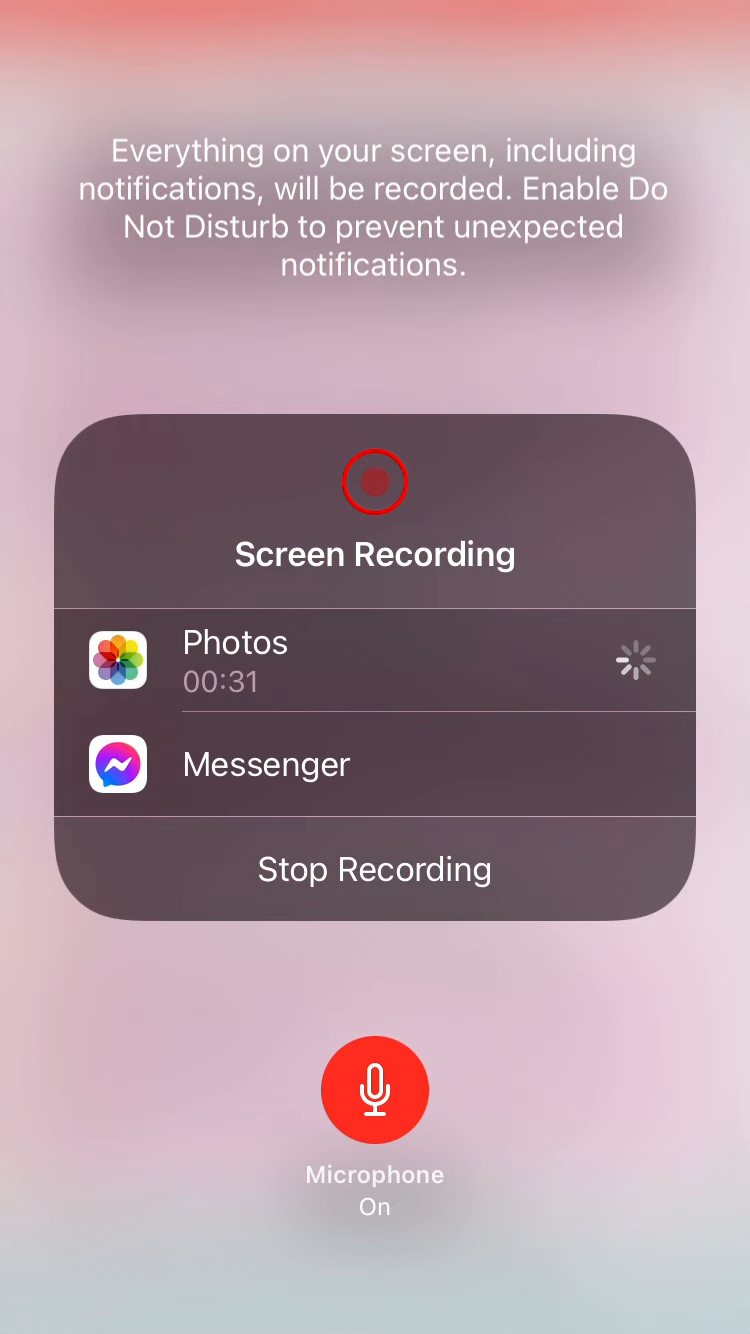 Everything on your screen, including
notifications, will be recorded. Enable Do
Not Disturb to prevent unexpected
notifications.
Screen Recording
Photos
00:31
Messenger
Stop Recording
Microphone
On